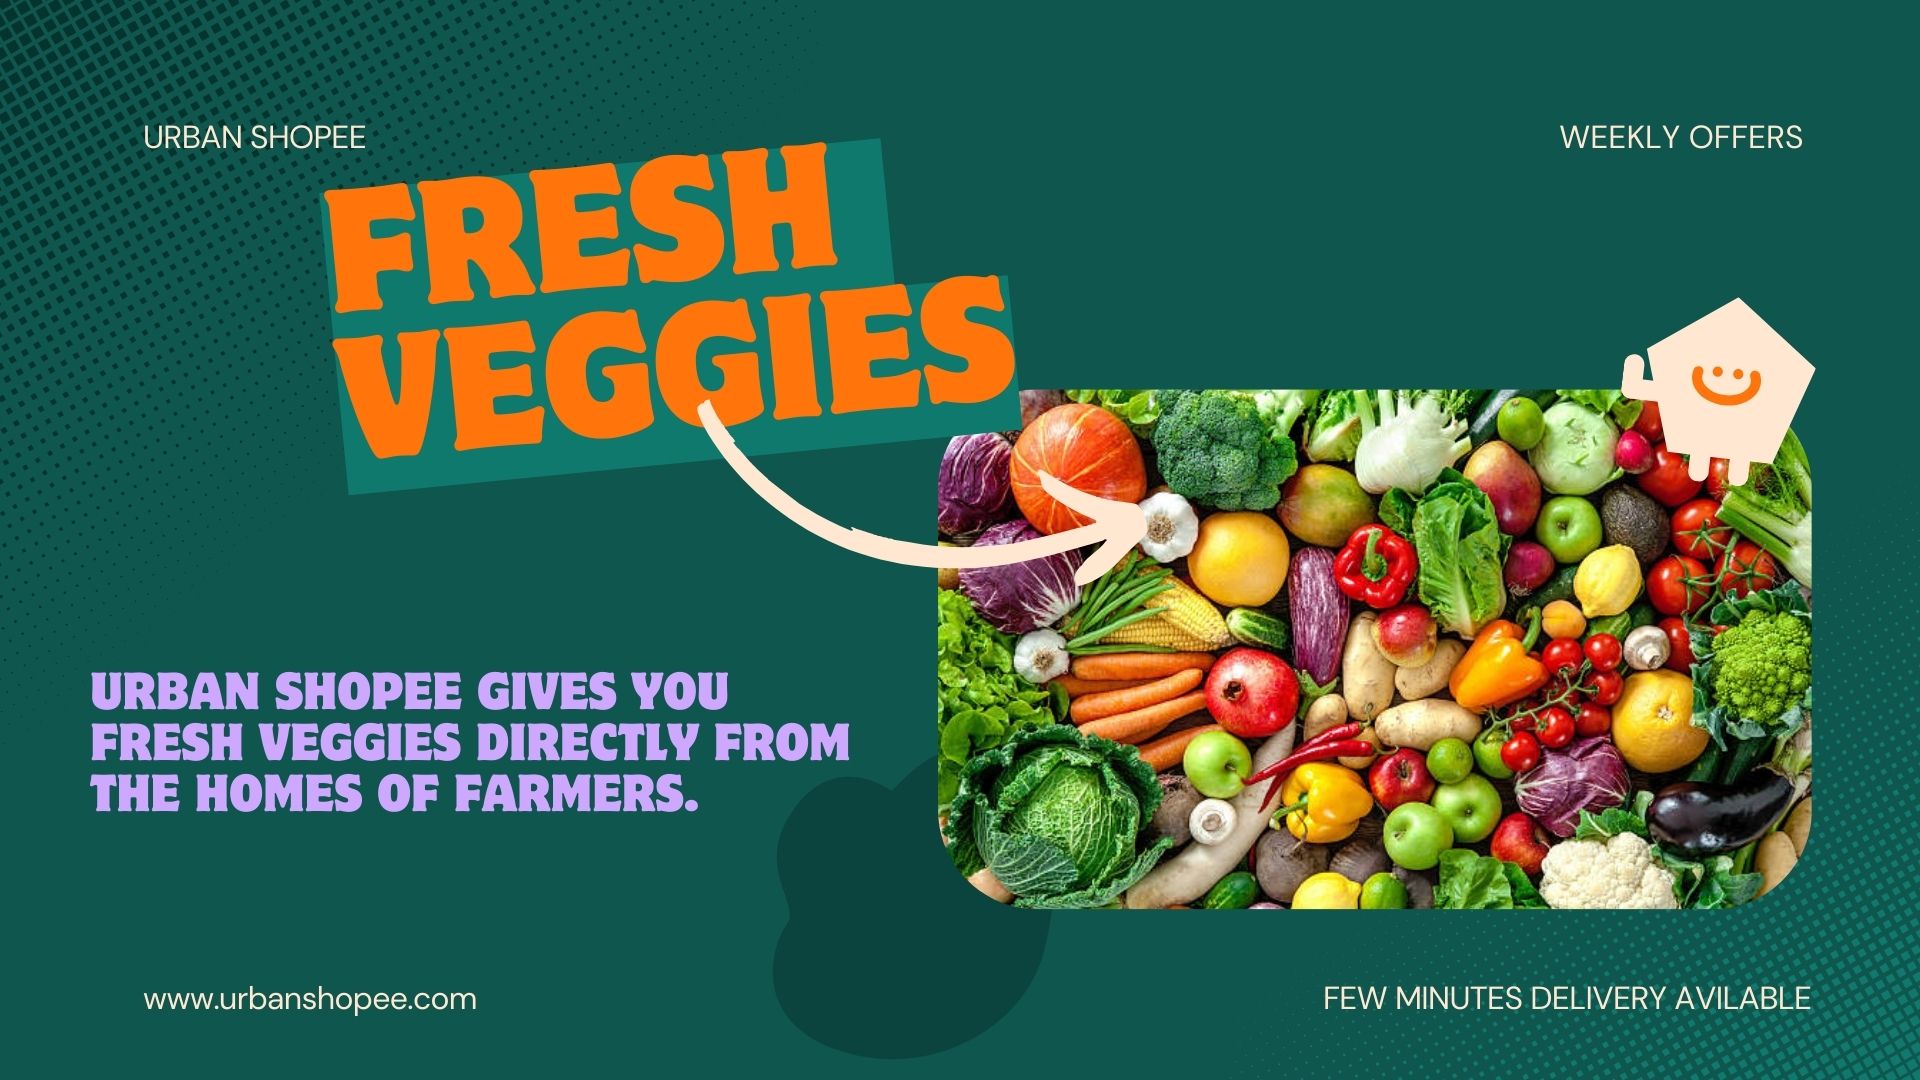 URBAN SHOPEE
WEEKLY OFFERS
FRESH
VEGGIES
URBAN SHOPEE GIVES YOU
FRESH VEGGIES DIRECTLY FROM
THE HOMES OF FARMERS.
www.urbanshopee.com
FEW MINUTES DELIVERY AVILABLE